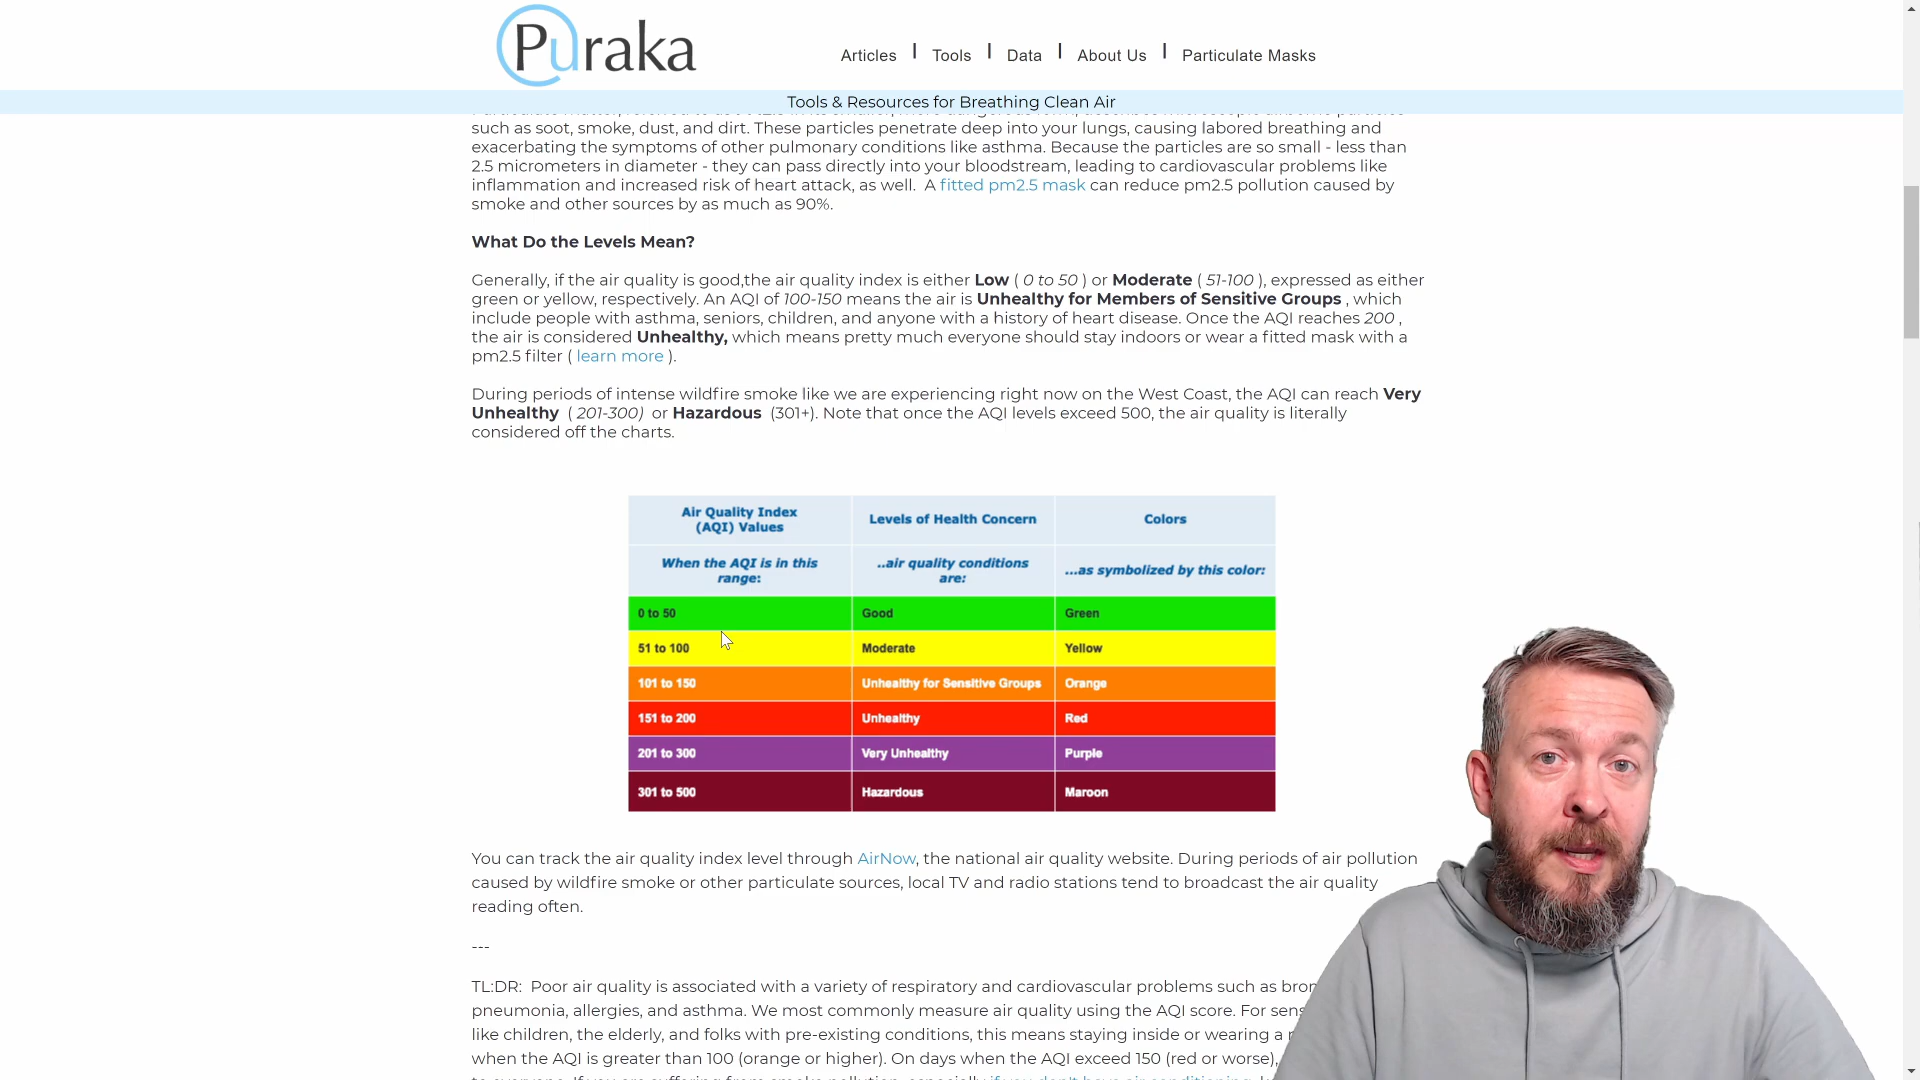 Puraka
Articles | Tools | Data | About Us | Particulate Masks
Tools & Resources for Breathing Clean Air
such as soot, smoke, dust, and dirt. These particles penetrate deep into your lungs, causing labored breathing and
exacerbating the symptoms of other pulmonary conditions like asthma. Because the particles are so small - less than
2.5 micrometers in diameter - they can pass directly into your bloodstream, leading to cardiovascular problems like
inflammation and increased risk of heart attack, as well. A fitted pm2.5 mask can reduce pm2.5 pollution caused by
smoke and other sources by as much as 90%.
What Do the Levels Mean?
Generally, if the air quality is good,the air quality index is either Low ( 0 to 50 ) or Moderate ( 51-100 ), expressed as either
green or yellow, respectively. An AQI of 100-150 means the air is Unhealthy for Members of Sensitive Groups , which
include people with asthma, seniors, children, and anyone with a history of heart disease. Once the AQI reaches 200 ,
the air is considered Unhealthy, which means pretty much everyone should stay indoors or wear a fitted mask with a
pm2.5 filter ( learn more ).
During periods of intense wildfire smoke like we are experiencing right now on the West Coast, the AQI can reach Very
Unhealthy ( 201-300) or Hazardous (301+). Note that once the AQI levels exceed 500, the air quality is literally
considered off the charts.
Air Quality Index
(AQI) Values
Levels of Health Concern
Colors
When the AQI is in this
range:
..air quality conditions
are:
...as symbolized by this color:
0 to 50 Good Green
51 to 100 Moderate Yellow
101 to 150 Unhealthy for Sensitive Groups Orange
151 to 200 Unhealthy Red
201 to 300 Very Unhealthy Purple
301 to 500 Hazardous Maroon
You can track the air quality index level through AirNow, the national air quality website. During periods of air pollution
caused by wildfire smoke or other particulate sources, local TV and radio stations tend to broadcast the air quality
reading often.
---
TL:DR: Poor air quality is associated with a variety of respiratory and cardiovascular problems such as
pneumonia, allergies, and asthma. We most commonly measure air quality using the AQI score. For
like children, the elderly, and folks with pre-existing conditions, this means staying inside or wearing a
when the AQI is greater than 100 (orange or higher). On days when the AQI exceed 150 (red or worse),